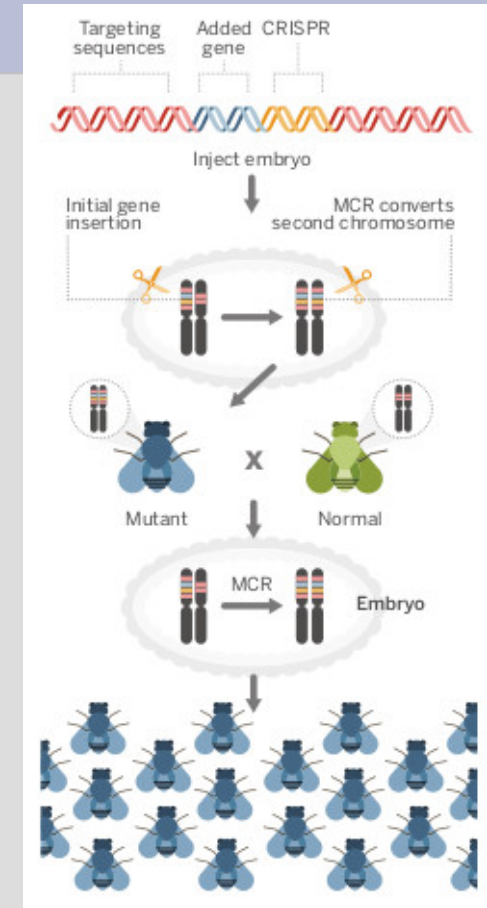 Targeting
sequences
Added
gene
CRISPR
Inject embryo
Initial gene
insertion
MCR converts
second chromosome
X
Mutant
Normal
MCR
Embryo